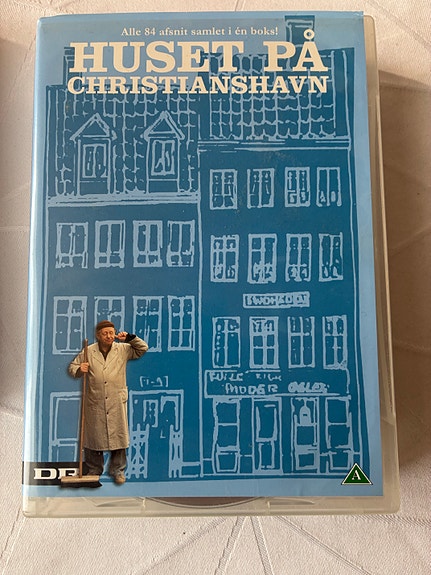 Alle 84 afsnit samlet i én boks!
HUSET PÅ
CHRISTIANSHAVN
DR
A